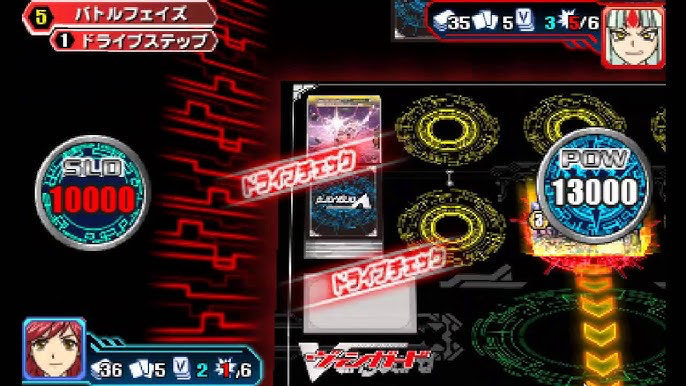 5 バトルフェイズ
1 ドライブステップ
35 5 3 5/6
SLD
10000
POW
13000
ドライブチェック
ドライブチェック
ヴァンガード
Vanguard
36 5 2 1/6